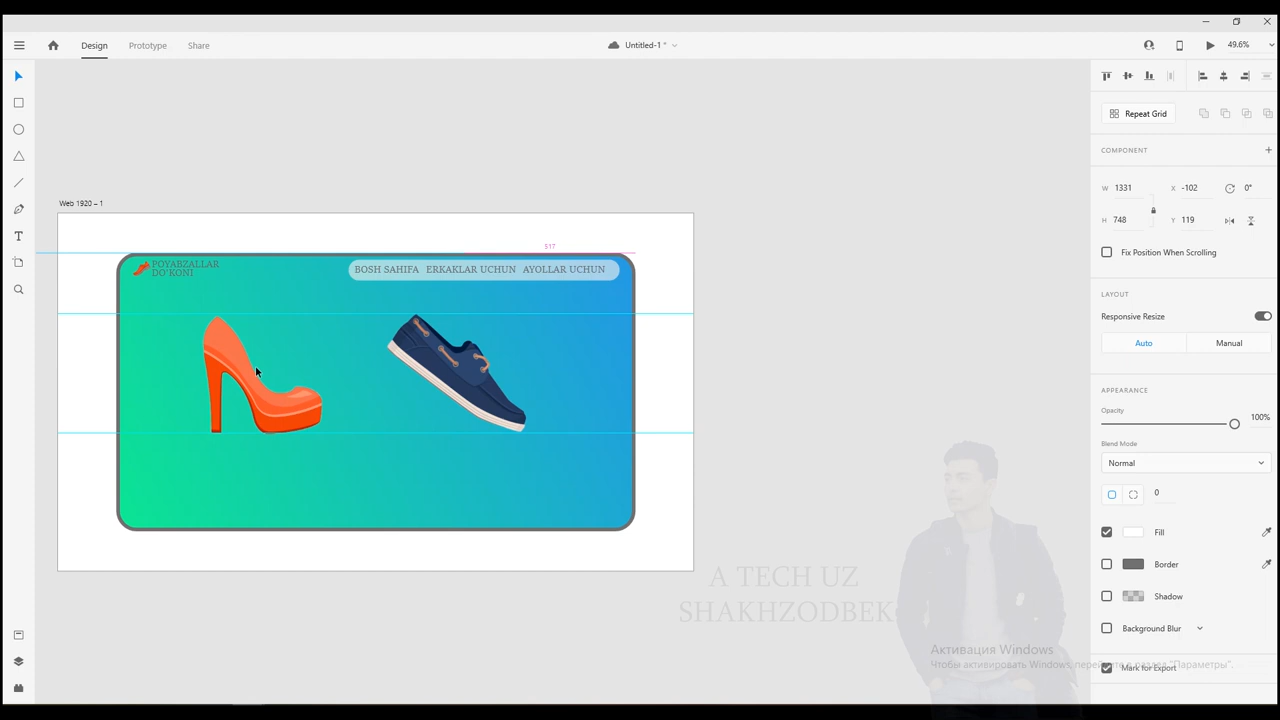 Design Prototype Share Untitled-1 * 49.6%
Repeat Grid
COMPONENT
W 1331 X -102 0°
H 748 Y 119
Fix Position When Scrolling
LAYOUT
Responsive Resize
Auto Manual
APPEARANCE
Opacity
100%
Blend Mode
Normal
0
Fill
Border
Shadow
Background Blur
Mark for Export
Web 1920 – 1
517
POYABZALLAR
DO'KONI
BOSH SAHIFA ERKAKLAR UCHUN AYOLLAR UCHUN
A TECH UZ
SHAKHZODBEK
Активация Windows
Чтобы активировать Windows, перейдите в раздел "Параметры".